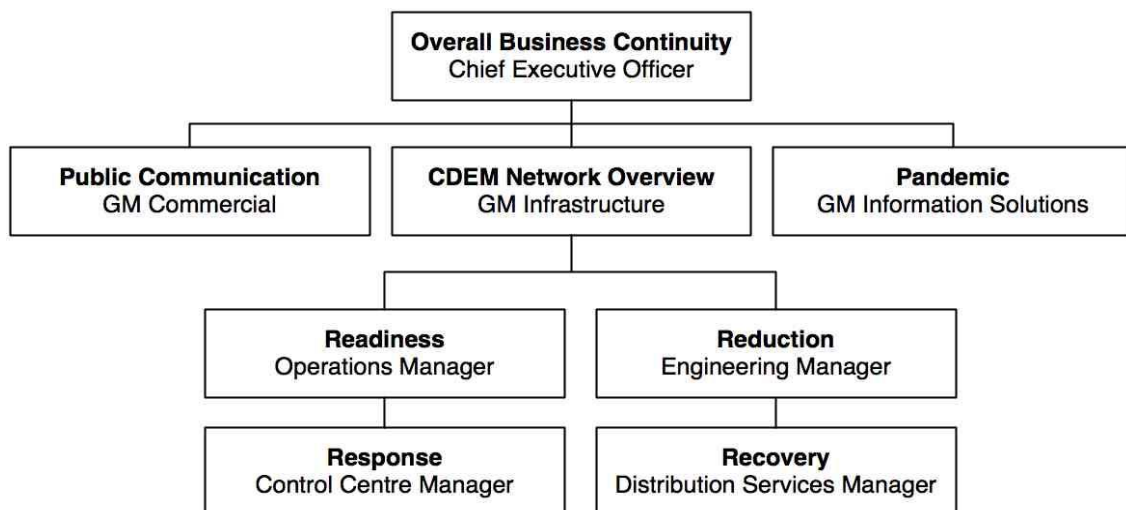 Overall Business Continuity
Chief Executive Officer
Public Communication
GM Commercial
CDEM Network Overview
GM Infrastructure
Pandemic
GM Information Solutions
Readiness
Operations Manager
Reduction
Engineering Manager
Response
Control Centre Manager
Recovery
Distribution Services Manager